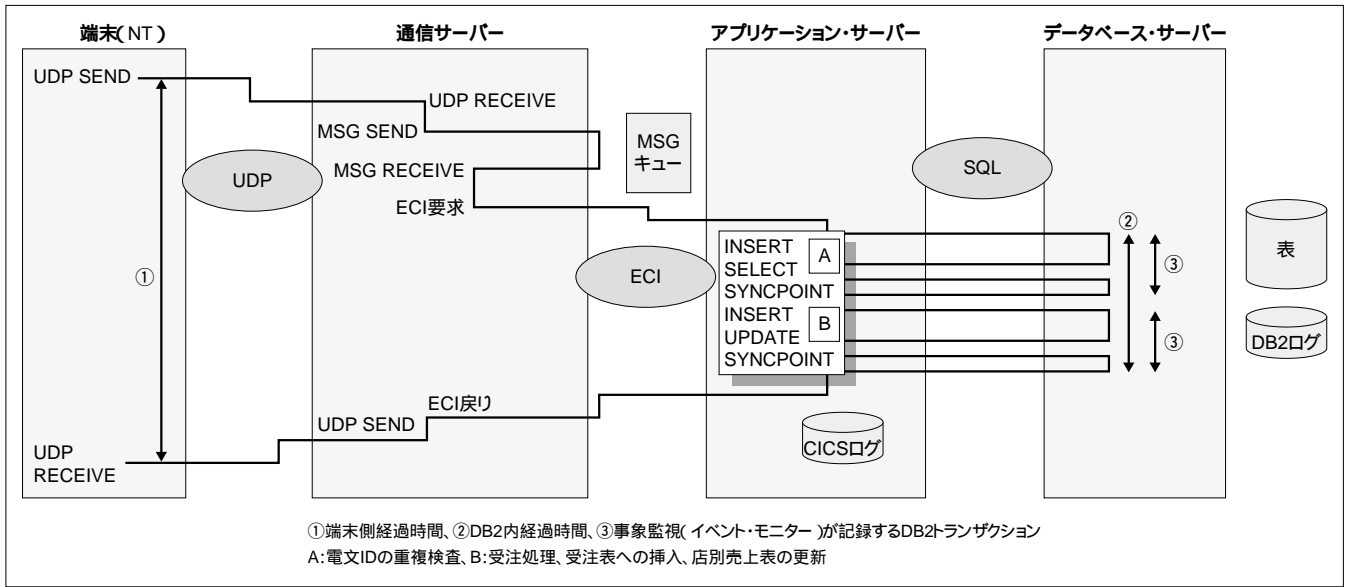 端末(NT)
通信サーバー
アプリケーション・サーバー
データベース・サーバー
UDP SEND
UDP RECEIVE
MSG SEND
MSG
キュー
MSG RECEIVE
UDP
SQL
ECI要求
①
ECI
INSERT
SELECT
SYNCPOINT
A
INSERT
UPDATE
SYNCPOINT
B
②
③
③
表
DB2ログ
ECI戻り
UDP SEND
CICSログ
UDP
RECEIVE
①端末側経過時間、②DB2内経過時間、③事象監視(イベント・モニター)が記録するDB2トランザクション
A:電文IDの重複検査、B:受注処理、受注表への挿入、店別売上表の更新